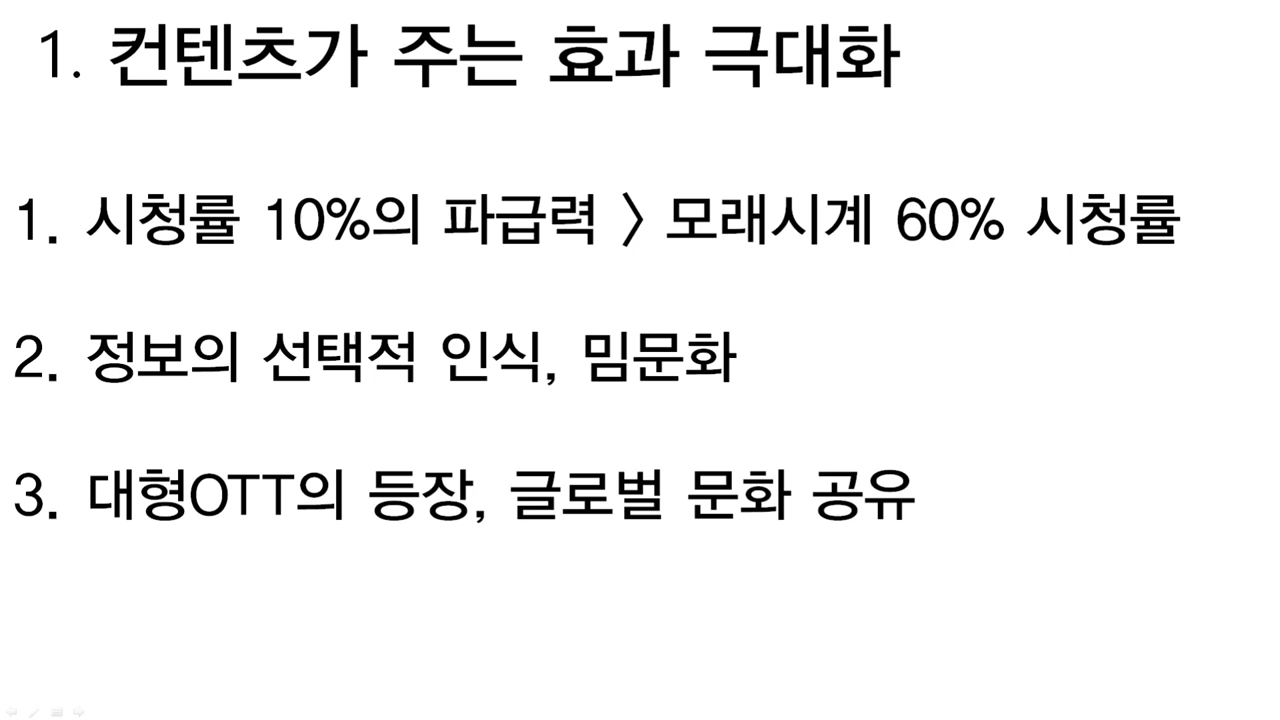 1. 컨텐츠가 주는 효과 극대화
1. 시청률 10%의 파급력 > 모래시계 60% 시청률
2. 정보의 선택적 인식, 밈문화
3. 대형OTT의 등장, 글로벌 문화 공유